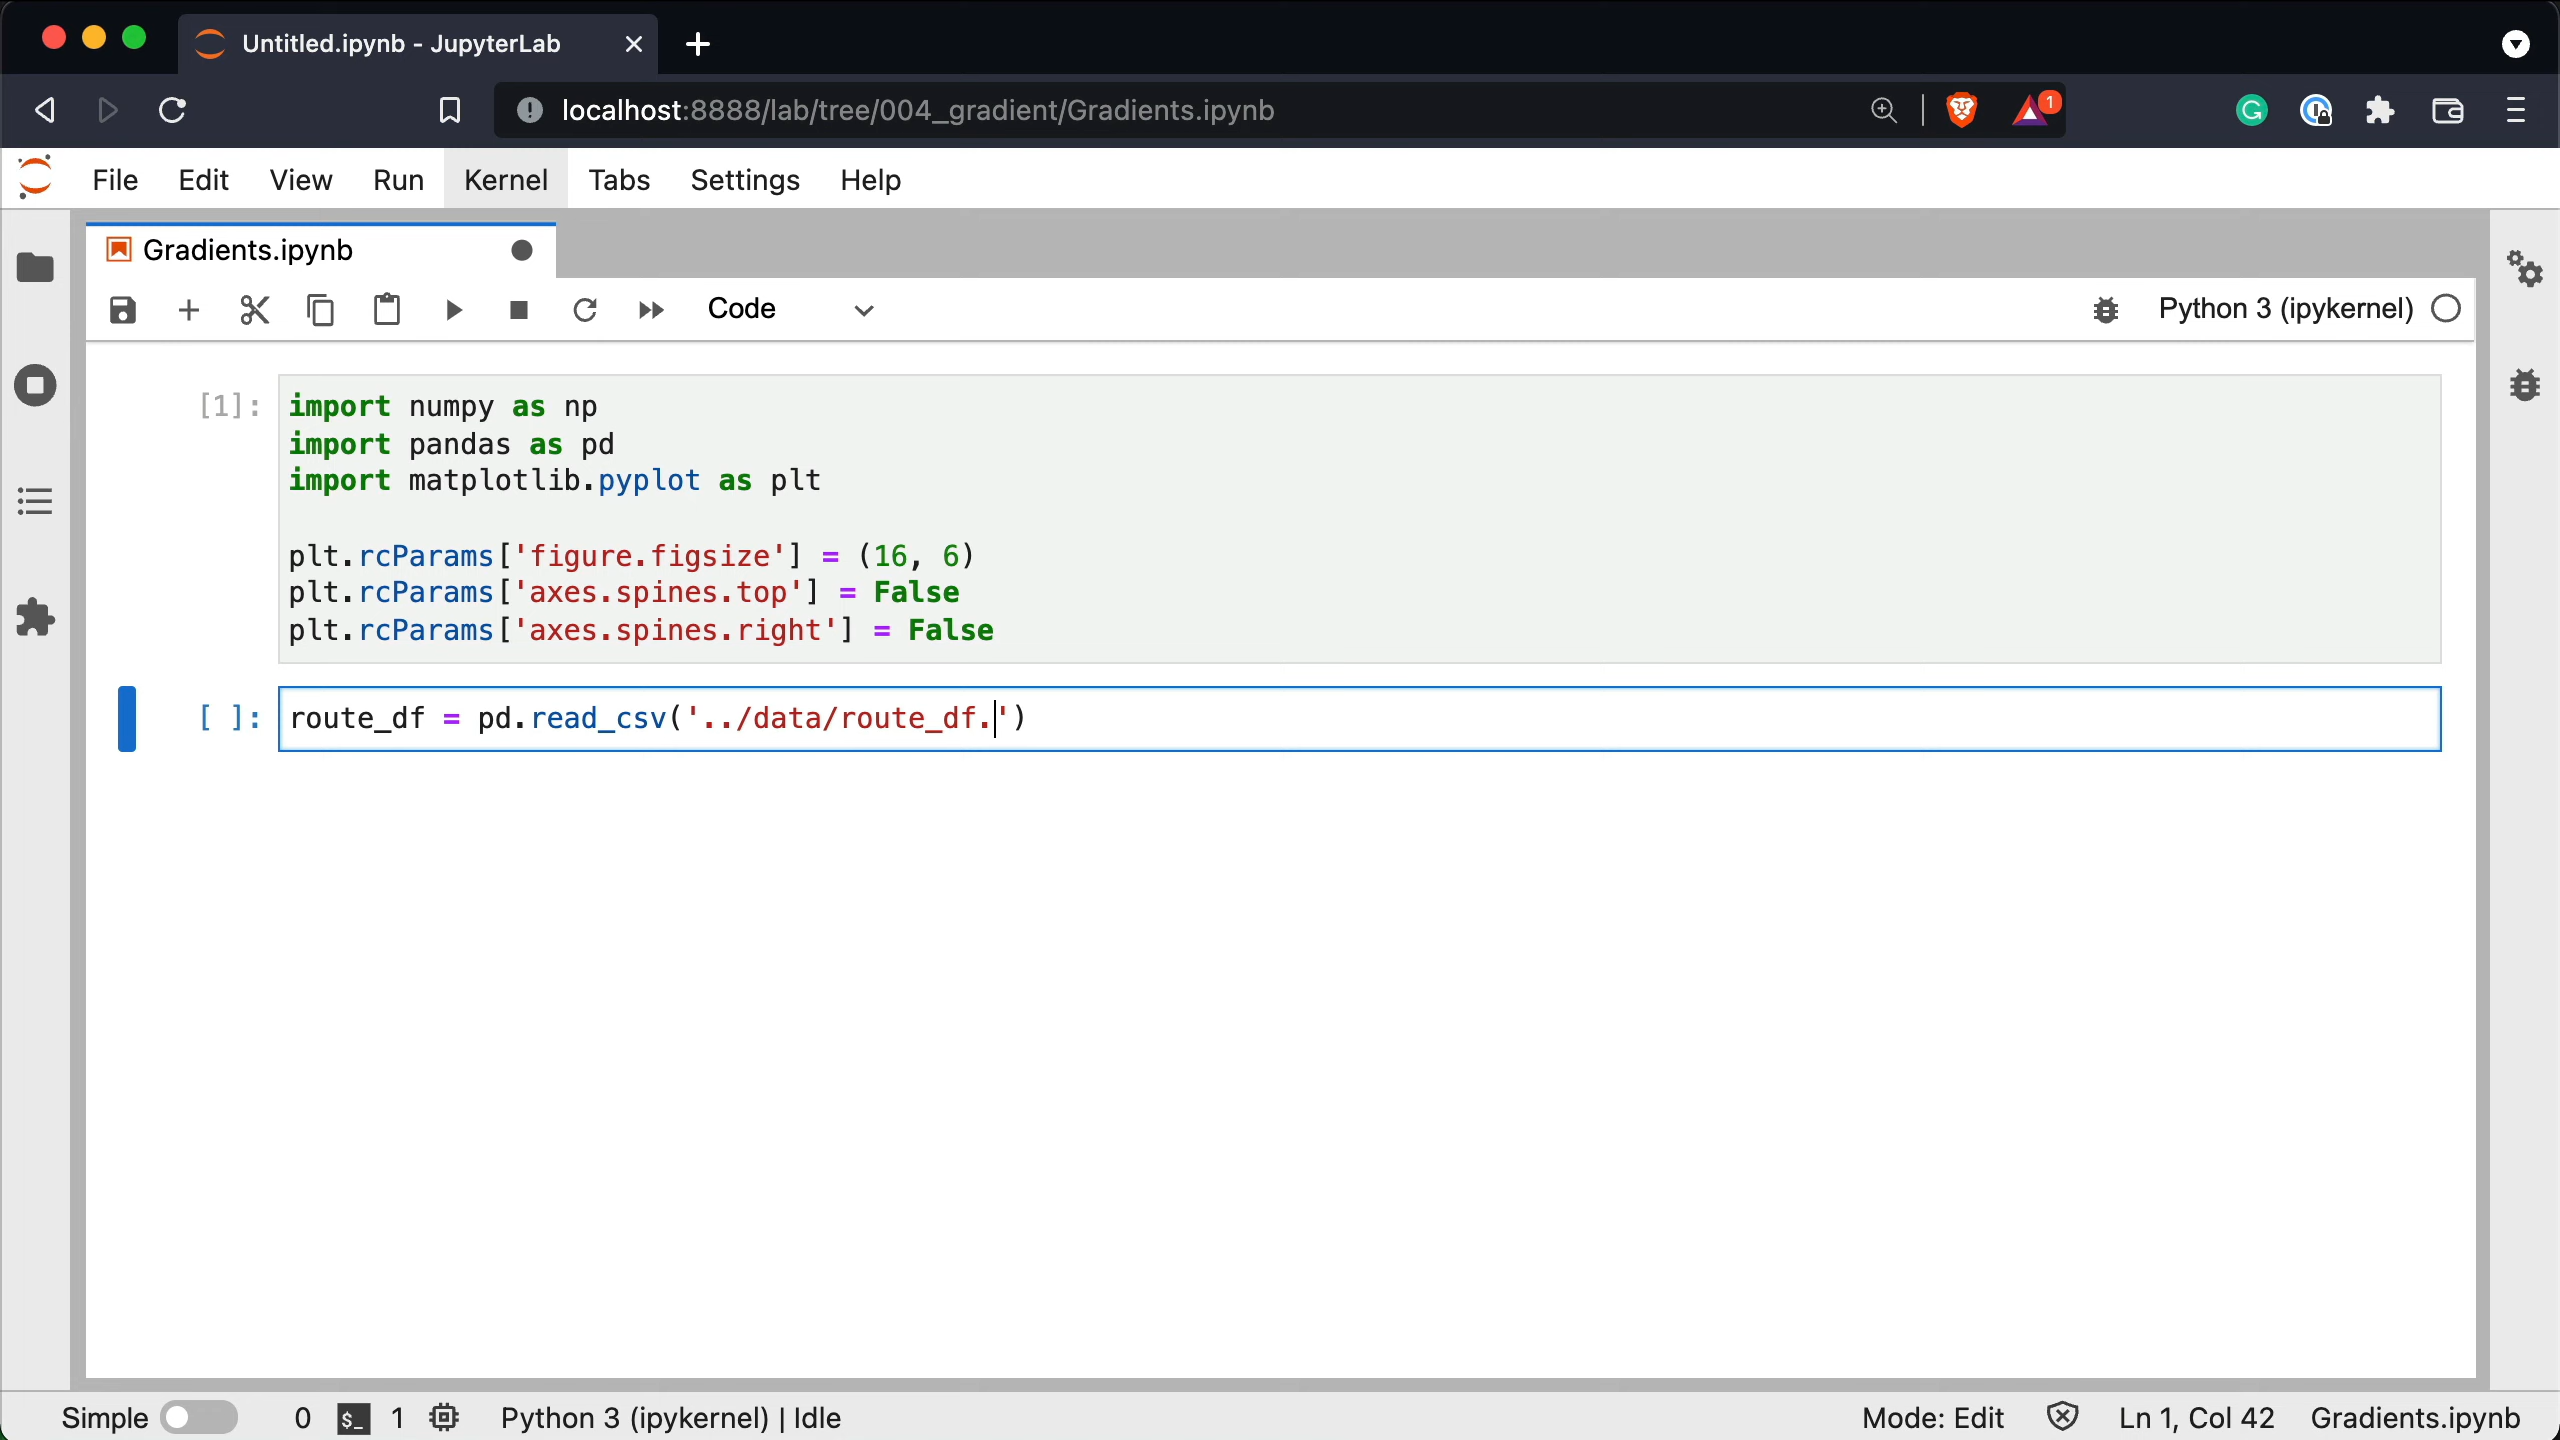 Untitled.ipynb - JupyterLab
localhost:8888/lab/tree/004_gradient/Gradients.ipynb
1
File Edit View Run Kernel Tabs Settings Help
Gradients.ipynb
Code
Python 3 (ipykernel)
[1]:
import numpy as np
import pandas as pd
import matplotlib.pyplot as plt
plt.rcParams['figure.figsize'] = (16, 6)
plt.rcParams['axes.spines.top'] = False
plt.rcParams['axes.spines.right'] = False
[ ]: route_df = pd.read_csv('../data/route_df.')
Simple 0 $_ 1 Python 3 (ipykernel) | Idle Mode: Edit Ln 1, Col 42 Gradients.ipynb